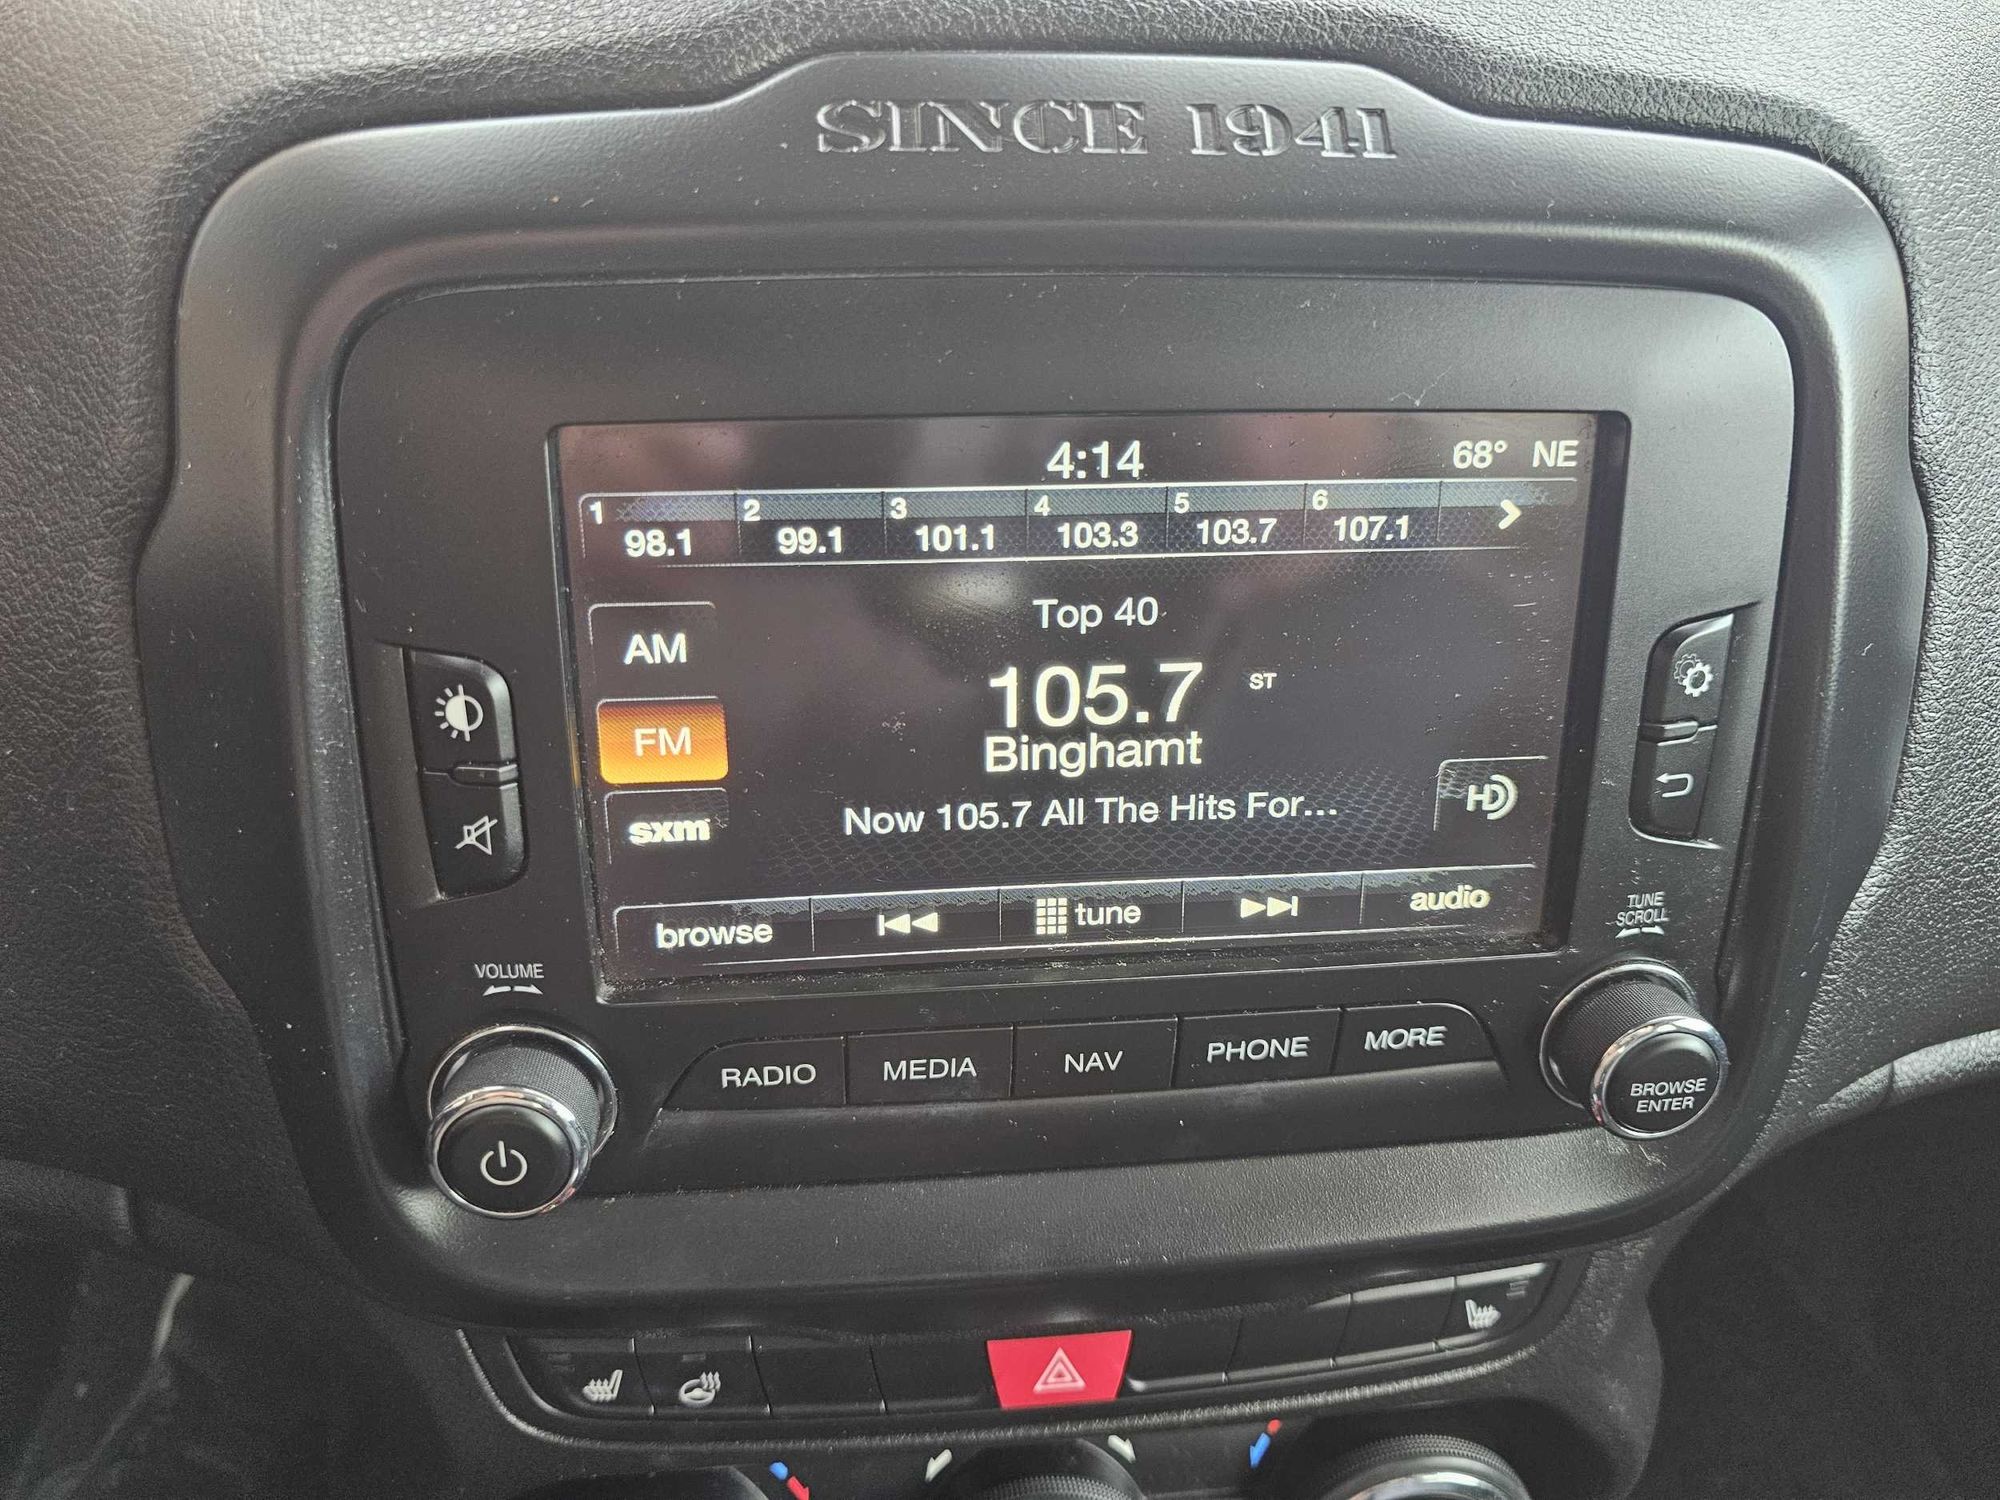 SINCE 1941
4:14 68° NE
1 2 3 4 5 6
98.1 99.1 101.1 103.3 103.7 107.1
Top 40
AM
105.7 ST
FM
Binghamt
HD
Now 105.7 All The Hits For...
sxm
browse tune audio
TUNE
SCROLL
VOLUME
RADIO MEDIA NAV PHONE MORE
BROWSE
ENTER